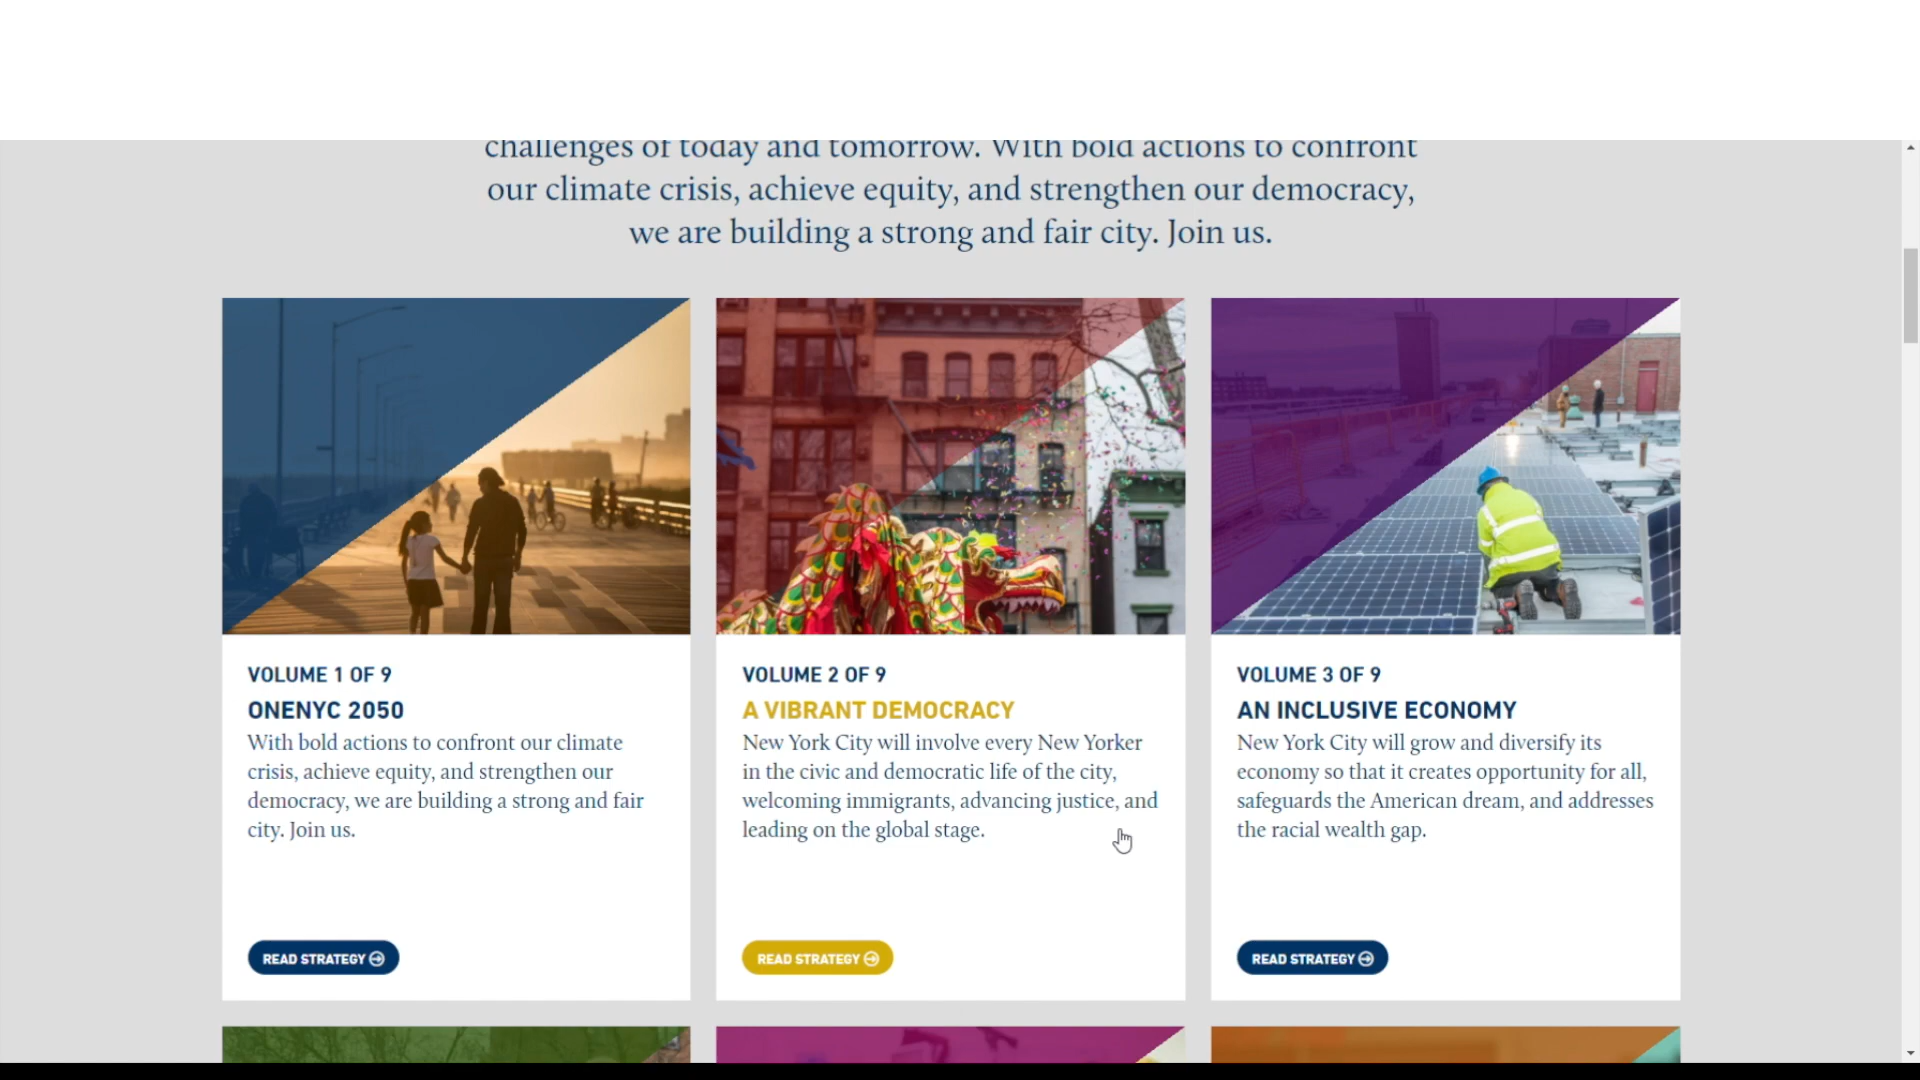 challenges of today and tomorrow. With bold actions to confront
our climate crisis, achieve equity, and strengthen our democracy,
we are building a strong and fair city. Join us.
VOLUME 1 OF 9
ONENYC 2050
With bold actions to confront our climate
crisis, achieve equity, and strengthen our
democracy, we are building a strong and fair
city. Join us.
READ STRATEGY
VOLUME 2 OF 9
A VIBRANT DEMOCRACY
New York City will involve every New Yorker
in the civic and democratic life of the city,
welcoming immigrants, advancing justice, and
leading on the global stage.
READ STRATEGY
VOLUME 3 OF 9
AN INCLUSIVE ECONOMY
New York City will grow and diversify its
economy so that it creates opportunity for all,
safeguards the American dream, and addresses
the racial wealth gap.
READ STRATEGY